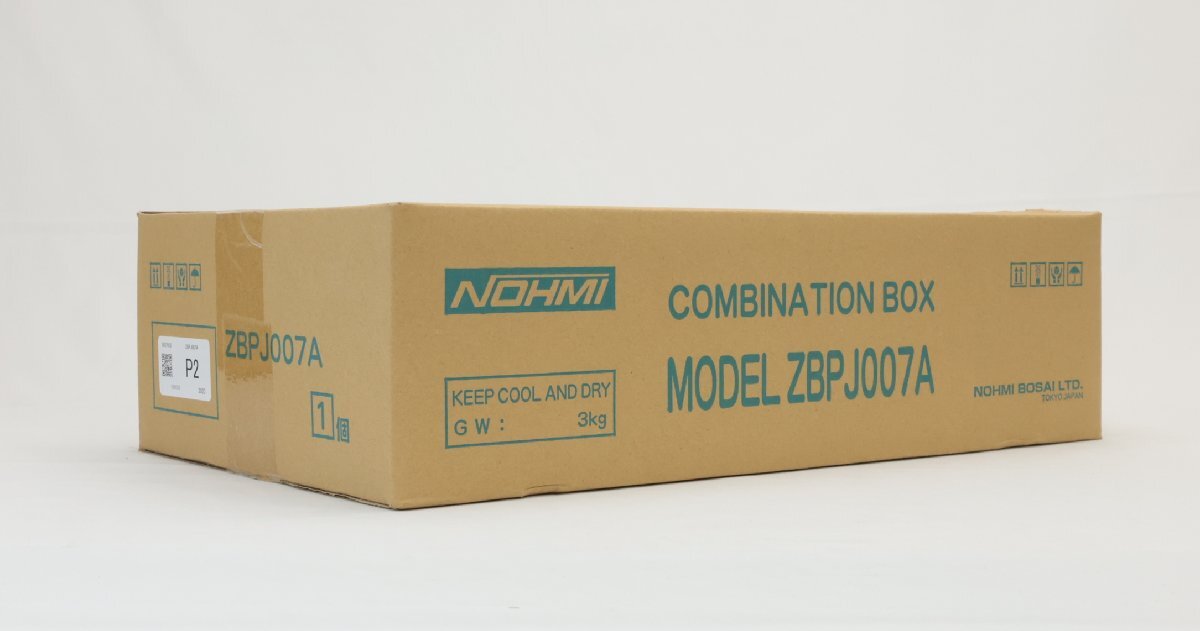 ZBPJ007A
P2
1
1個
NOHMI
KEEP COOL AND DRY
G W : 3kg
COMBINATION BOX
MODEL ZBPJ007A
NOHMI BOSAI LTD.
TOKYO.JAPAN